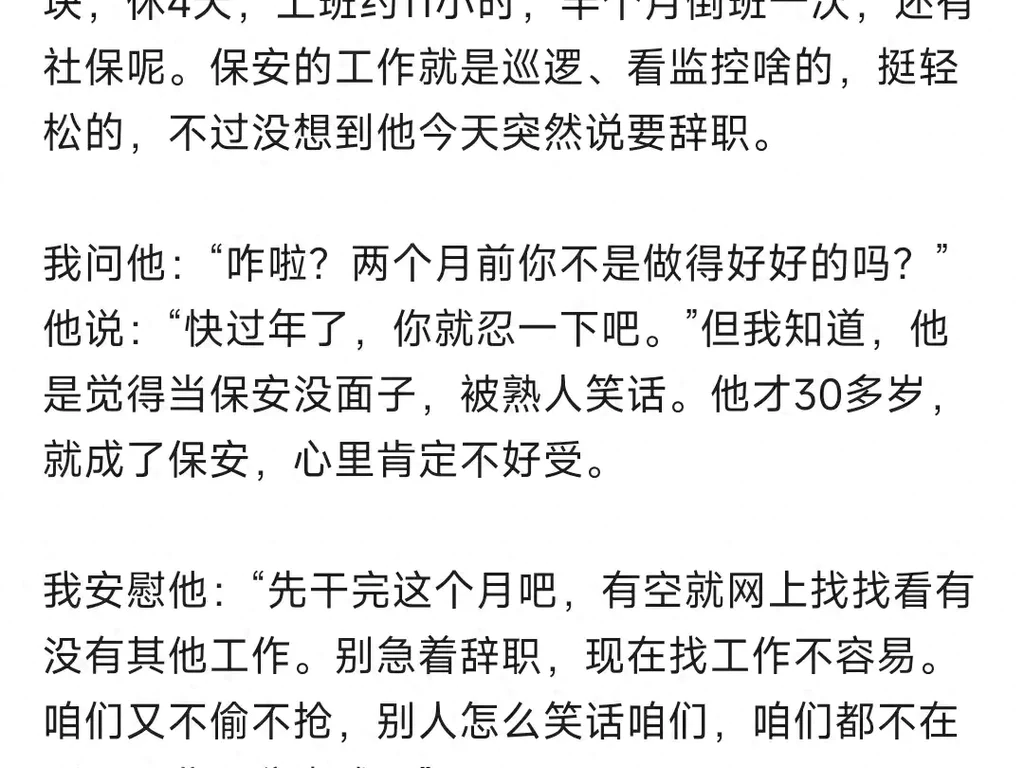 块，休4天，上班约11小时，半个月倒班一次，还有
社保呢。保安的工作就是巡逻、看监控啥的，挺轻
松的，不过没想到他今天突然说要辞职。
我问他：“咋啦？两个月前你不是做得好好的吗？”
他说：“快过年了，你就忍一下吧。”但我知道，他
是觉得当保安没面子，被熟人笑话。他才30多岁，
就成了保安，心里肯定不好受。
我安慰他：“先干完这个月吧，有空就网上找找看有
没有其他工作。别急着辞职，现在找工作不容易。
咱们又不偷不抢，别人怎么笑话咱们，咱们都不在